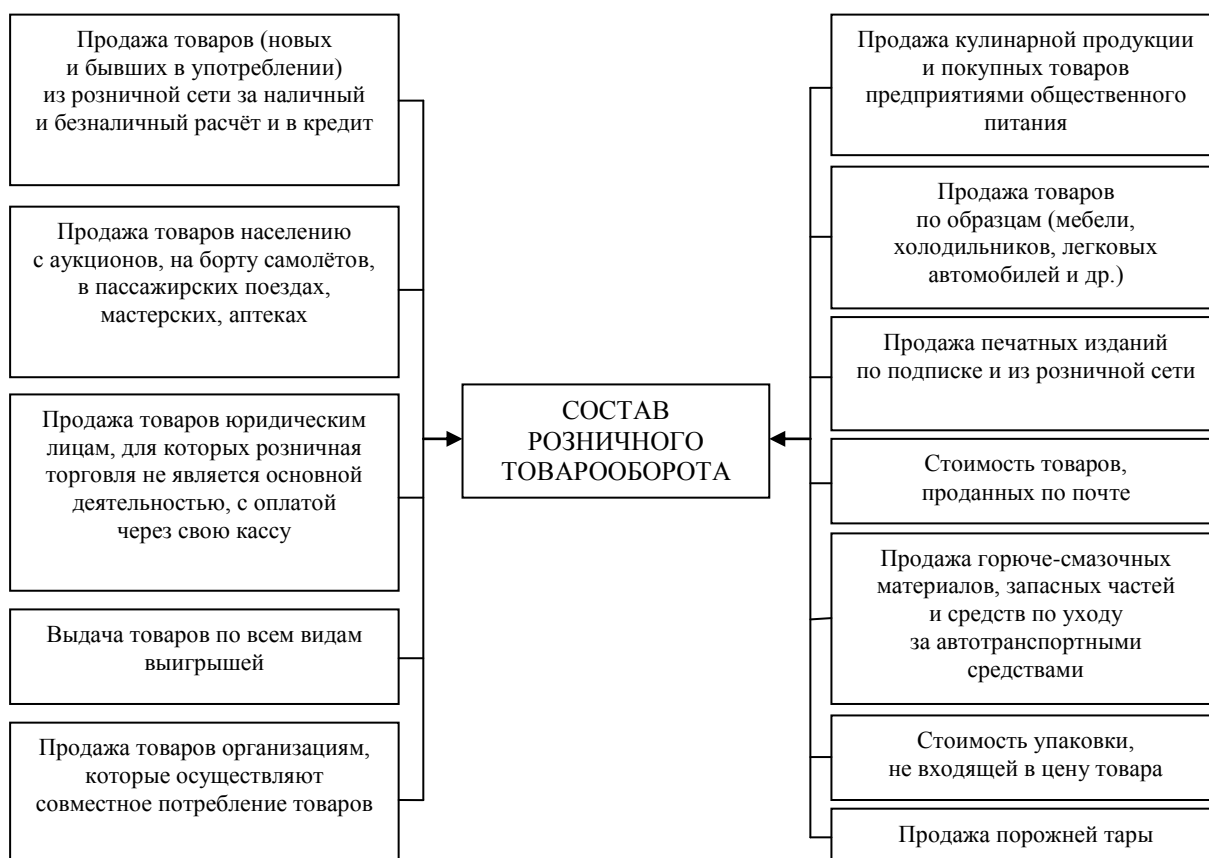 Продажа товаров (новых
и бывших в употреблении)
из розничной сети за наличный
и безналичный расчёт и в кредит
Продажа товаров населению
с аукционов, на борту самолётов,
в пассажирских поездах,
мастерских, аптеках
Продажа товаров юридическим
лицам, для которых розничная
торговля не является основной
деятельностью, с оплатой
через свою кассу
Выдача товаров по всем видам
выигрышей
Продажа товаров организациям,
которые осуществляют
совместное потребление товаров
СОСТАВ
РОЗНИЧНОГО
ТОВАРООБОРОТА
Продажа кулинарной продукции
и покупных товаров
предприятиями общественного
питания
Продажа товаров
по образцам (мебели,
холодильников, легковых
автомобилей и др.)
Продажа печатных изданий
по подписке и из розничной сети
Стоимость товаров,
проданных по почте
Продажа горюче-смазочных
материалов, запасных частей
и средств по уходу
за автотранспортными
средствами
Стоимость упаковки,
не входящей в цену товара
Продажа порожней тары